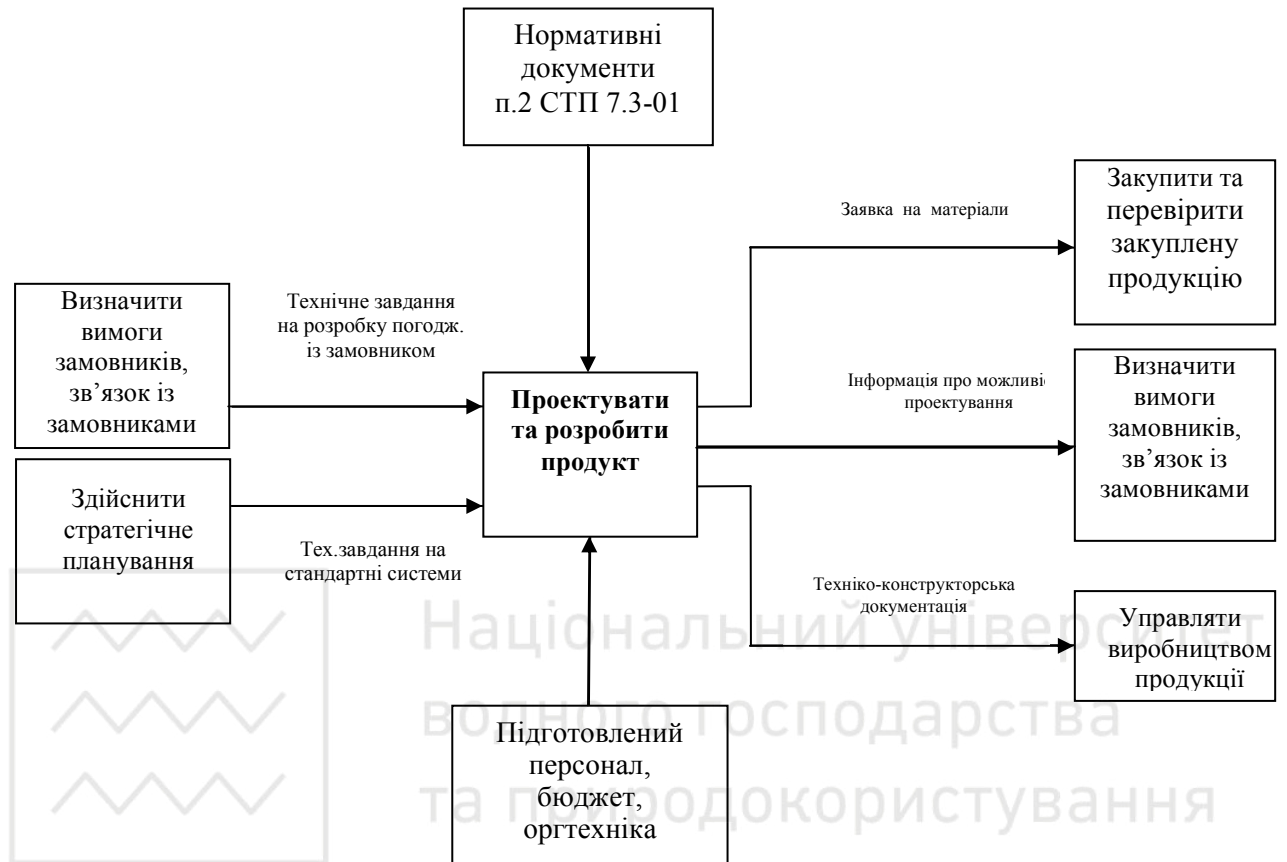 Нормативні
документи
п.2 СТП 7.3-01
Заявка на матеріали
Закупити та
перевірити
закуплену
продукцію
Визначити
вимоги
замовників,
зв’язок із
замовниками
Технічне завдання
на розробку погодж.
із замовником
Проектувати
та розробити
продукт
Інформація про можливі
проектування
Визначити
вимоги
замовників,
зв’язок із
замовниками
Здійснити
стратегічне
планування
Тех.завдання на
стандартні системи
Техніко-конструкторська
документація
Управляти
виробництвом
продукції
Підготовлений
персонал,
бюджет,
оргтехніка
Національний університет
водного господарства
та природокористування